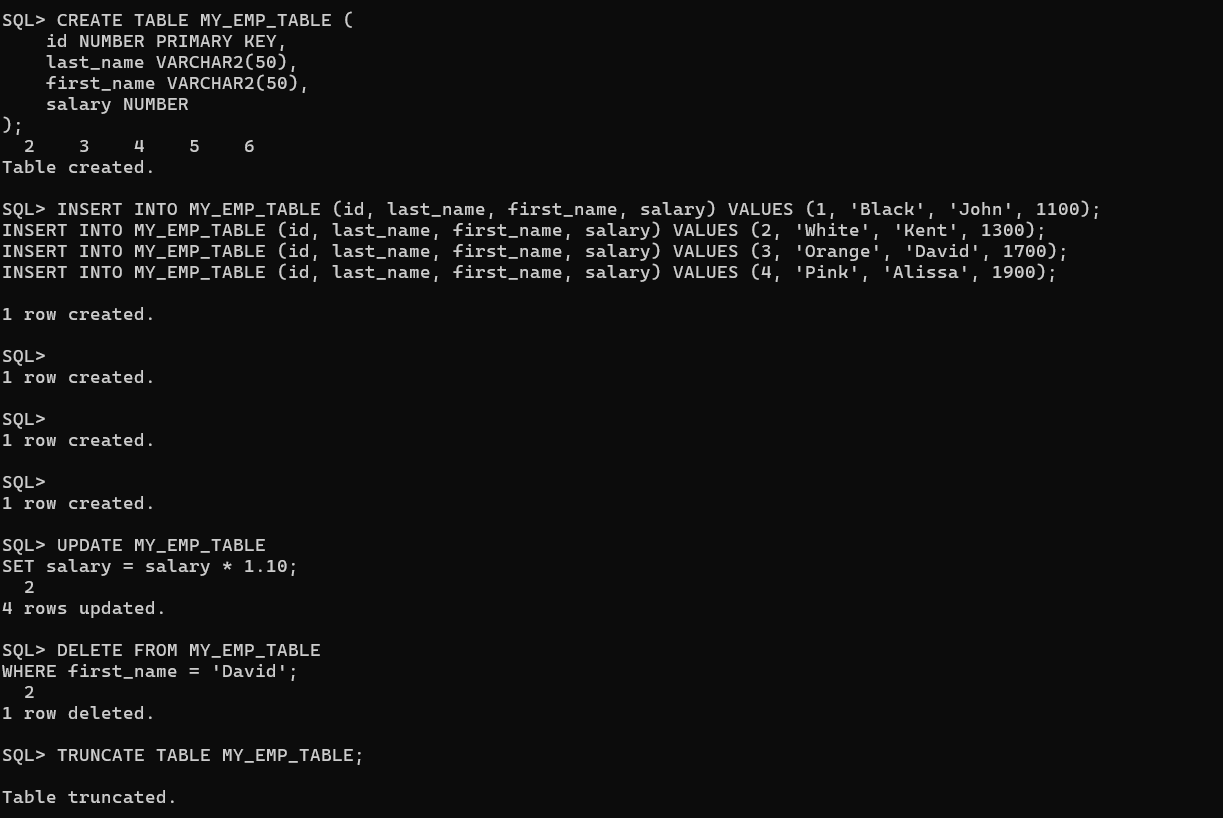 SQL> CREATE TABLE MY_EMP_TABLE (
    id NUMBER PRIMARY KEY,
    last_name VARCHAR2(50),
    first_name VARCHAR2(50),
    salary NUMBER
);
  2    3    4    5    6
Table created.
SQL> INSERT INTO MY_EMP_TABLE (id, last_name, first_name, salary) VALUES (1, 'Black', 'John', 1100);
INSERT INTO MY_EMP_TABLE (id, last_name, first_name, salary) VALUES (2, 'White', 'Kent', 1300);
INSERT INTO MY_EMP_TABLE (id, last_name, first_name, salary) VALUES (3, 'Orange', 'David', 1700);
INSERT INTO MY_EMP_TABLE (id, last_name, first_name, salary) VALUES (4, 'Pink', 'Alissa', 1900);
1 row created.
SQL>
1 row created.
SQL>
1 row created.
SQL>
1 row created.
SQL> UPDATE MY_EMP_TABLE
SET salary = salary * 1.10;
  2
4 rows updated.
SQL> DELETE FROM MY_EMP_TABLE
WHERE first_name = 'David';
  2
1 row deleted.
SQL> TRUNCATE TABLE MY_EMP_TABLE;
Table truncated.